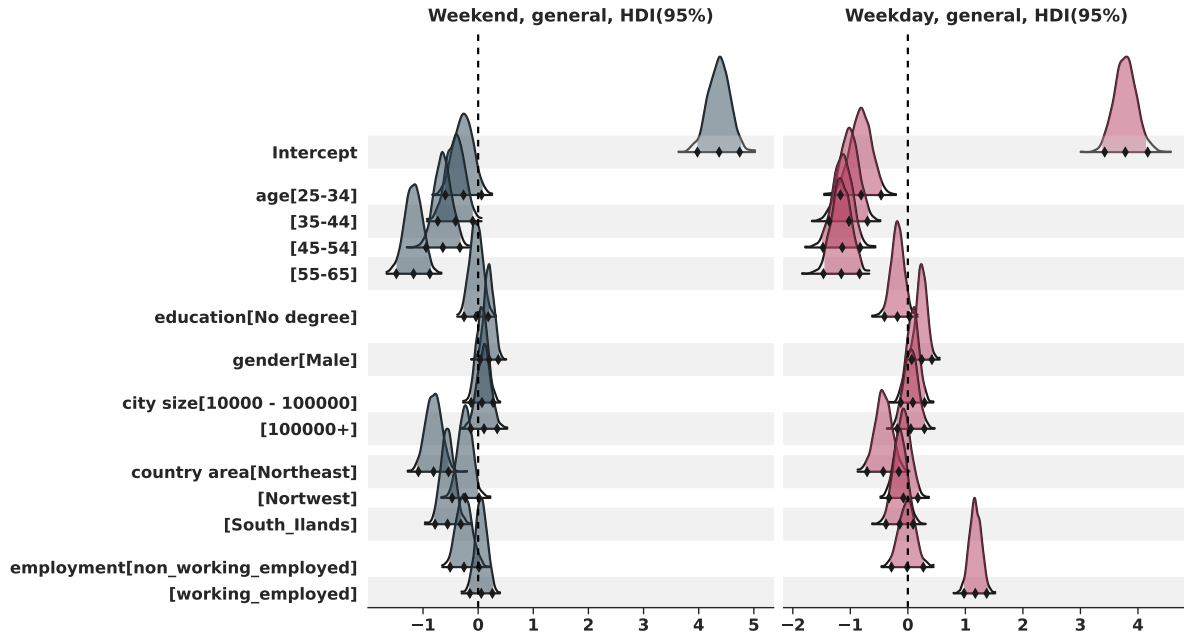 Weekend, general, HDI(95%)
Weekday, general, HDI(95%)
Intercept
age[25-34]
[35-44]
[45-54]
[55-65]
education[No degree]
gender[Male]
city size[10000 - 100000]
[100000+]
country area[Northeast]
[Nortwest]
[South_Ilands]
employment[non_working_employed]
[working_employed]
−1 0 1 2 3 4 5
−2 −1 0 1 2 3 4